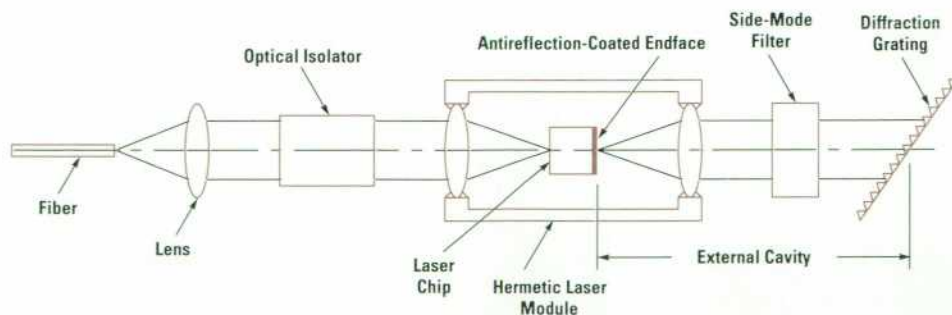 Side-Mode
Filter
Diffraction
Grating
Antireflection-Coated Endface
Optical Isolator
Fiber
Lens
Laser
Chip
Hermetic Laser
Module
External Cavity